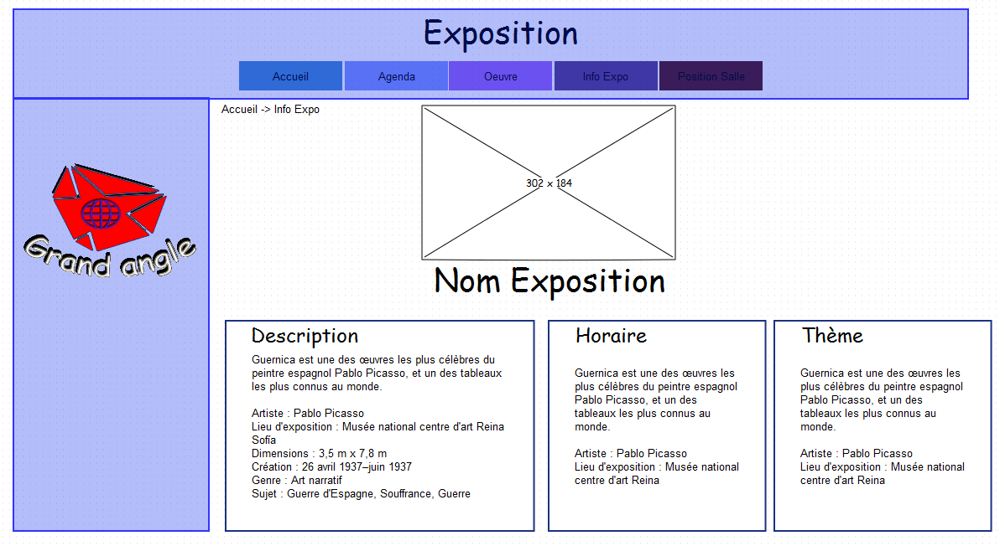 Exposition
Accueil
Agenda
Oeuvre
Info Expo
Position Salle
Accueil -> Info Expo
302 x 184
Grand angle
Nom Exposition
Description
Guernica est une des œuvres les plus célèbres du
peintre espagnol Pablo Picasso, et un des tableaux
les plus connus au monde.
Artiste : Pablo Picasso
Lieu d'exposition : Musée national centre d'art Reina
Sofía
Dimensions : 3,5 m x 7,8 m
Création : 26 avril 1937–juin 1937
Genre : Art narratif
Sujet : Guerre d'Espagne, Souffrance, Guerre
Horaire
Guernica est une des œuvres les
plus célèbres du peintre espagnol
Pablo Picasso, et un des
tableaux les plus connus au
monde.
Artiste : Pablo Picasso
Lieu d'exposition : Musée national
centre d'art Reina
Thème
Guernica est une des œuvres les
plus célèbres du peintre espagnol
Pablo Picasso, et un des
tableaux les plus connus au
monde.
Artiste : Pablo Picasso
Lieu d'exposition : Musée national
centre d'art Reina